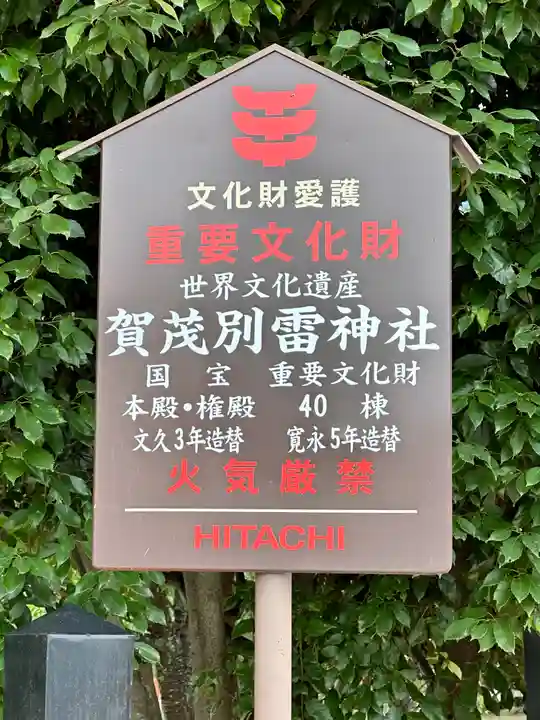 文化財愛護
重要文化財
世界文化遺産
賀茂別雷神社
国宝 重要文化財
本殿・権殿 40棟
文久3年造替 寛永5年造替
火気厳禁
HITACHI